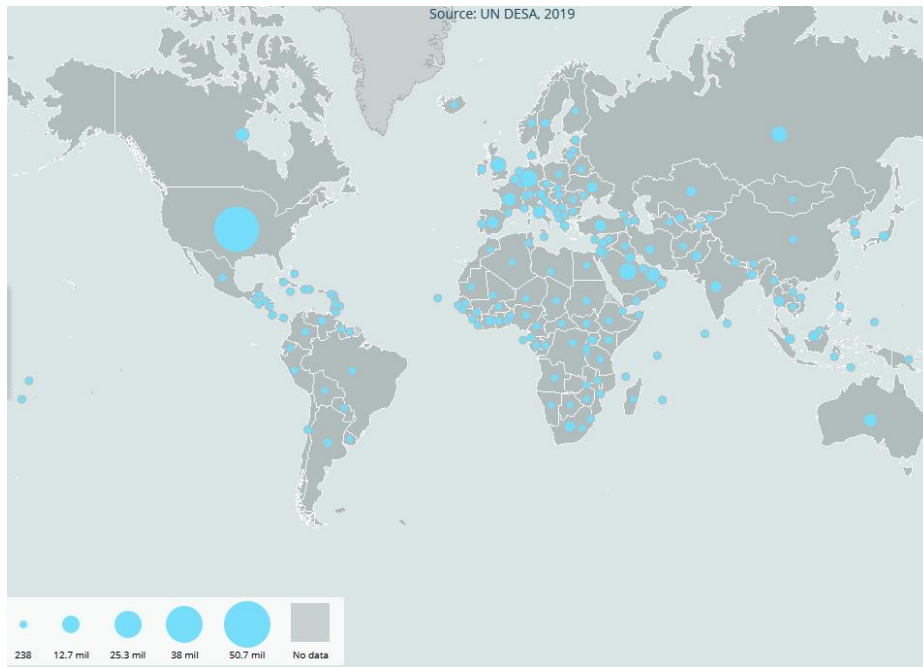 Source: UN DESA, 2019
238
12.7 mil
25.3 mil
38 mil
50.7 mil
No data